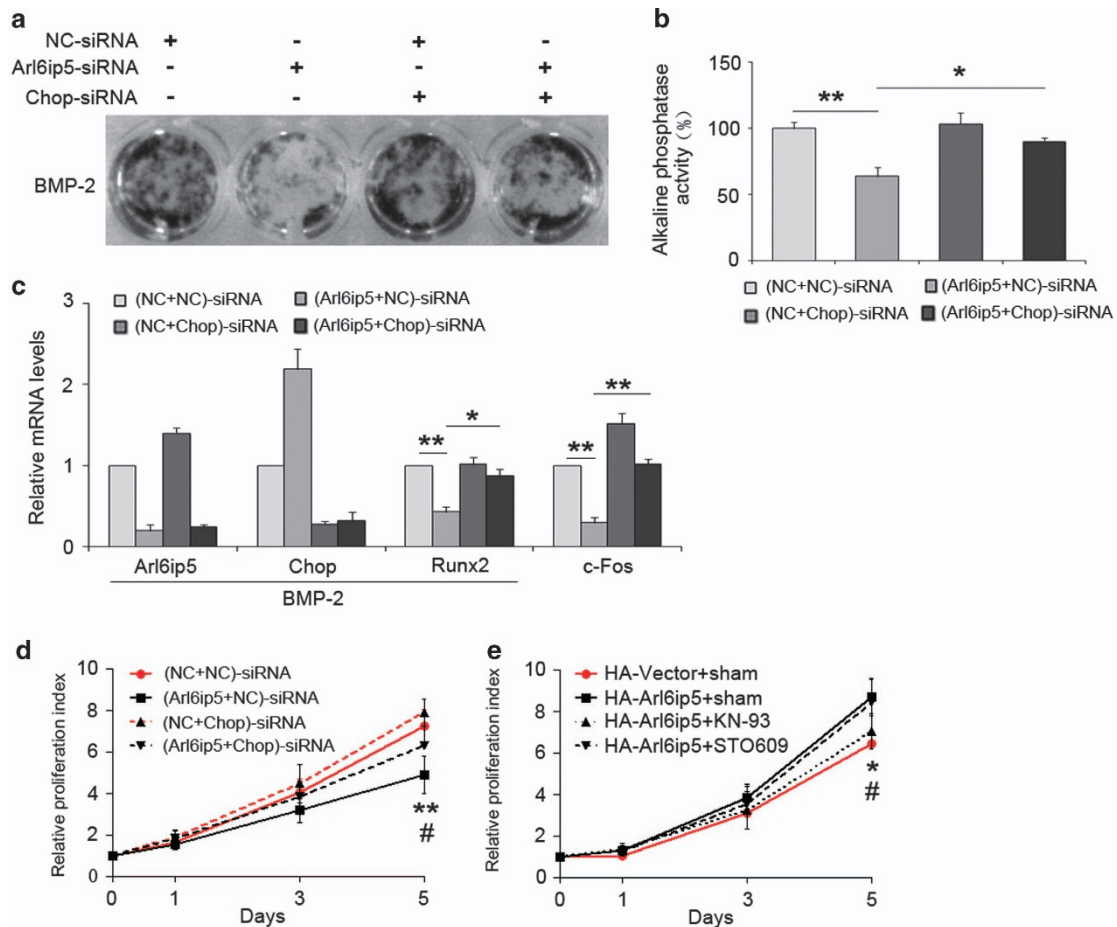 a
NC-siRNA + - + -
Arl6ip5-siRNA - + - +
Chop-siRNA - - + +
BMP-2
b
Alkaline phosphatase
actvity (%)
150
100
50
0
**
*
(NC+NC)-siRNA (Arl6ip5+NC)-siRNA
(NC+Chop)-siRNA (Arl6ip5+Chop)-siRNA
c
Relative mRNA levels
3
2
1
0
(NC+NC)-siRNA (Arl6ip5+NC)-siRNA
(NC+Chop)-siRNA (Arl6ip5+Chop)-siRNA
** * ** **
Arl6ip5 Chop Runx2 c-Fos
BMP-2
d
Relative proliferation index
10
8
6
4
2
0
(NC+NC)-siRNA
(Arl6ip5+NC)-siRNA
(NC+Chop)-siRNA
(Arl6ip5+Chop)-siRNA
**
#
0 1 3 5
Days
e
Relative proliferation index
10
8
6
4
2
0
HA-Vector+sham
HA-Arl6ip5+sham
HA-Arl6ip5+KN-93
HA-Arl6ip5+STO609
*
#
0 1 3 5
Days